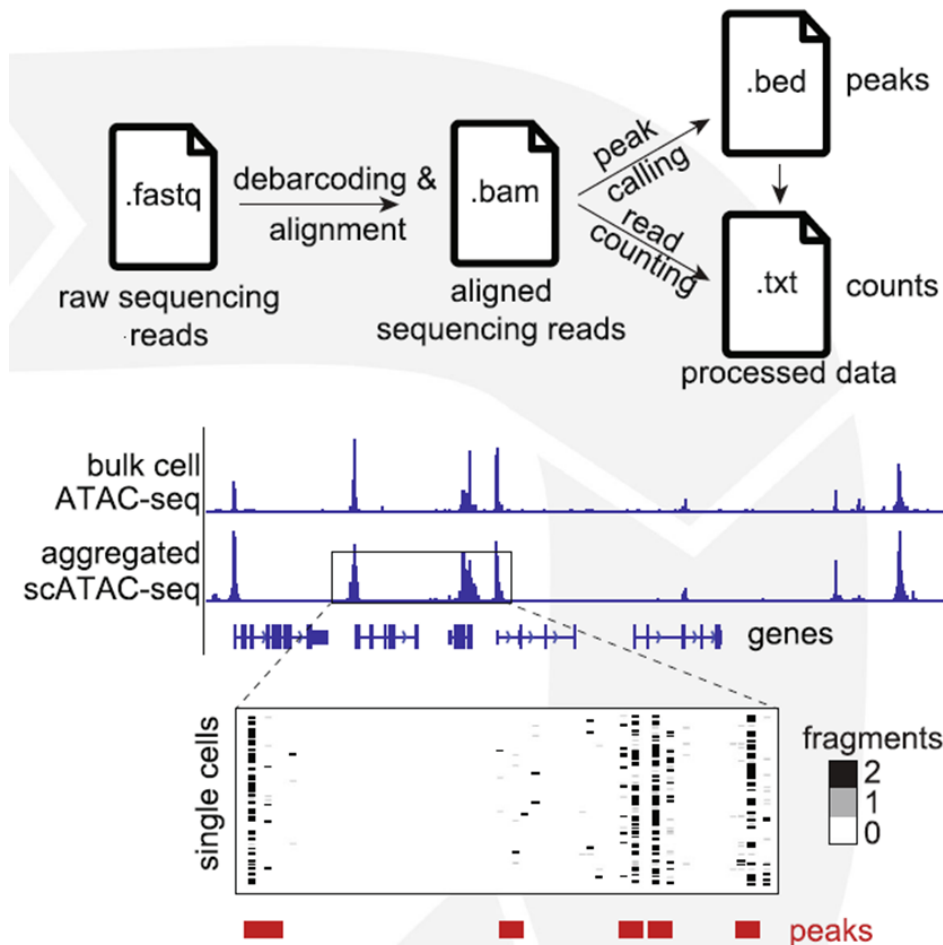 .fastq
raw sequencing
reads
debarcoding &
alignment
.bam
aligned
sequencing reads
peak
calling
read
counting
.bed
peaks
.txt
counts
processed data
bulk cell
ATAC-seq
aggregated
scATAC-seq
genes
single cells
fragments
2
1
0
peaks